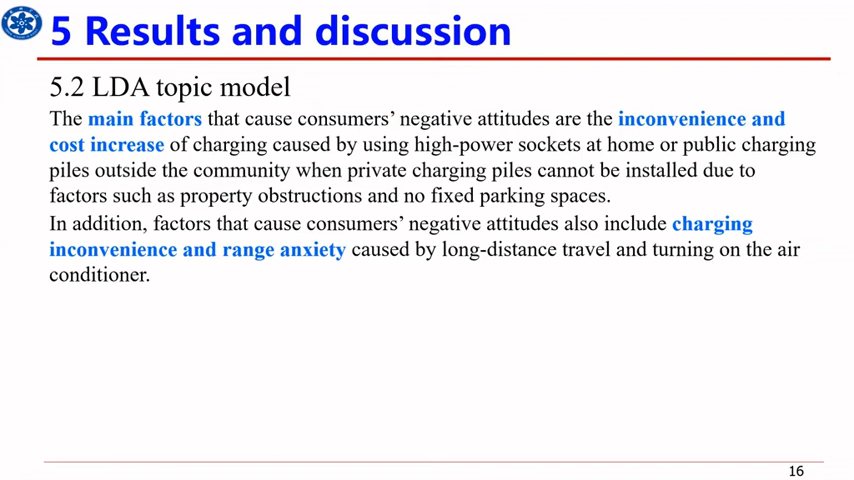 5 Results and discussion
5.2 LDA topic model
The main factors that cause consumers’ negative attitudes are the inconvenience and
cost increase of charging caused by using high-power sockets at home or public charging
piles outside the community when private charging piles cannot be installed due to
factors such as property obstructions and no fixed parking spaces.
In addition, factors that cause consumers’ negative attitudes also include charging
inconvenience and range anxiety caused by long-distance travel and turning on the air
conditioner.
16